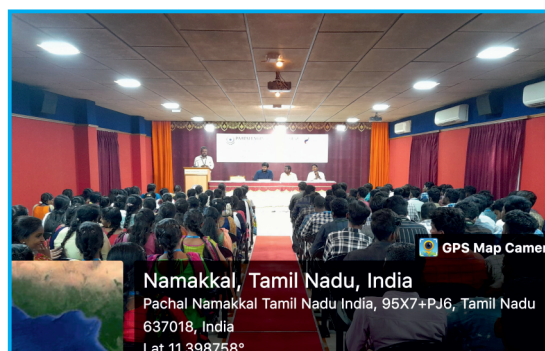 GPS Map Camer
Namakkal, Tamil Nadu, India
Pachal Namakkal Tamil Nadu India, 95X7+PJ6, Tamil Nadu
637018, India
Lat 11.398758°